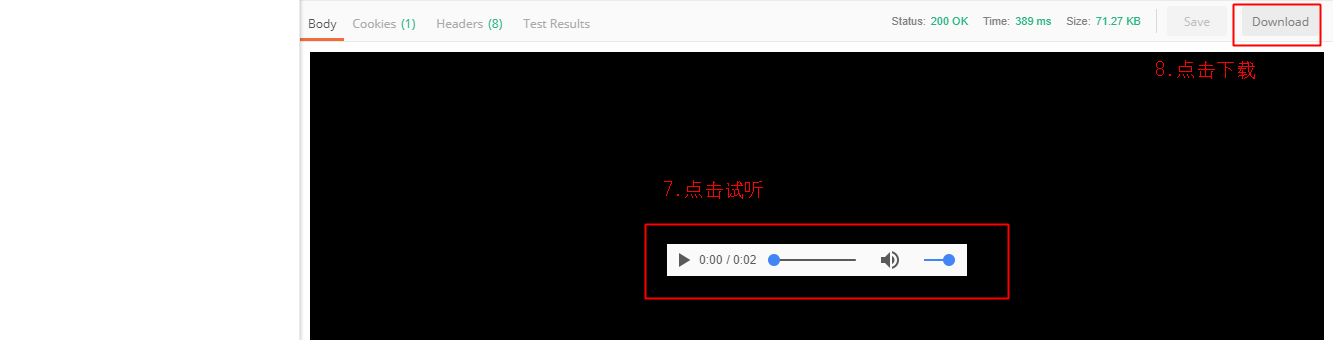 Body Cookies (1) Headers (8) Test Results Status: 200 OK Time: 389 ms Size: 71.27 KB Save Download
8.点击下载
7.点击试听
0:00 / 0:02